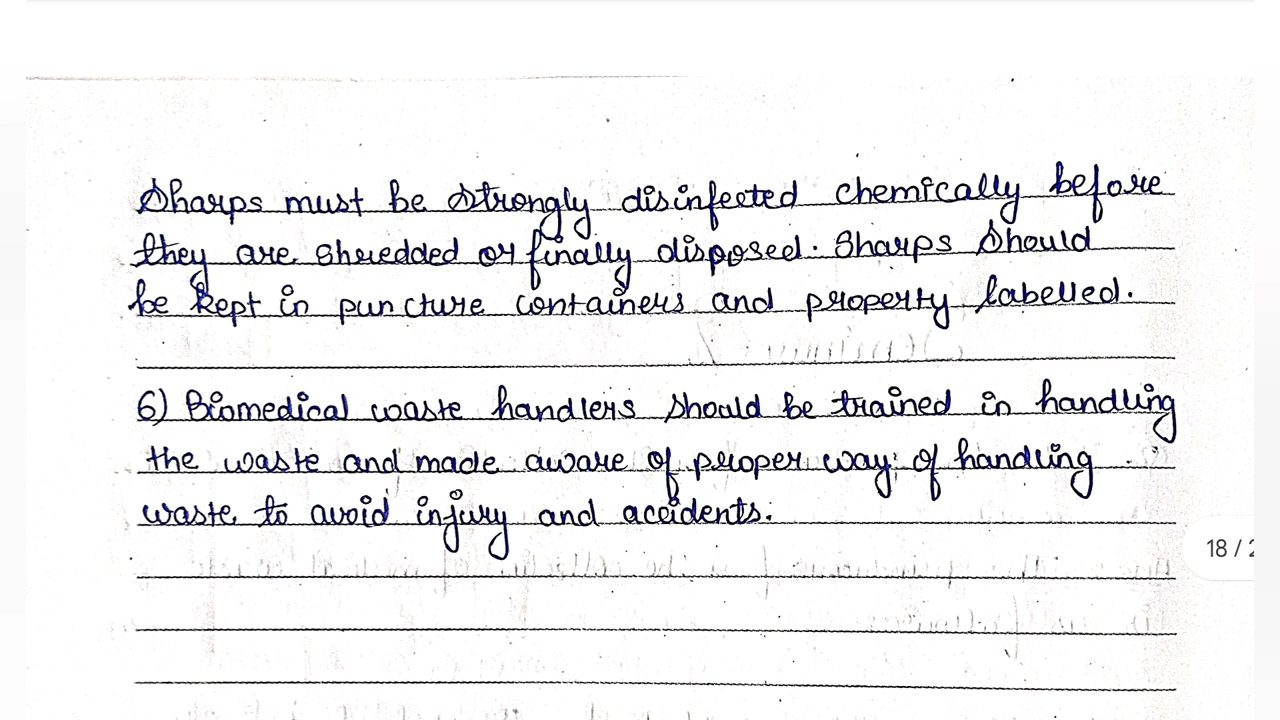 Sharps must be strongly disinfected chemically before
they are shredded or finally disposed. Sharps should
be kept in puncture containers and property labelled.
6) Biomedical waste handlers should be trained in handling
the waste and made aware of proper way of handling
waste to avoid injury and accidents.
18 / 2